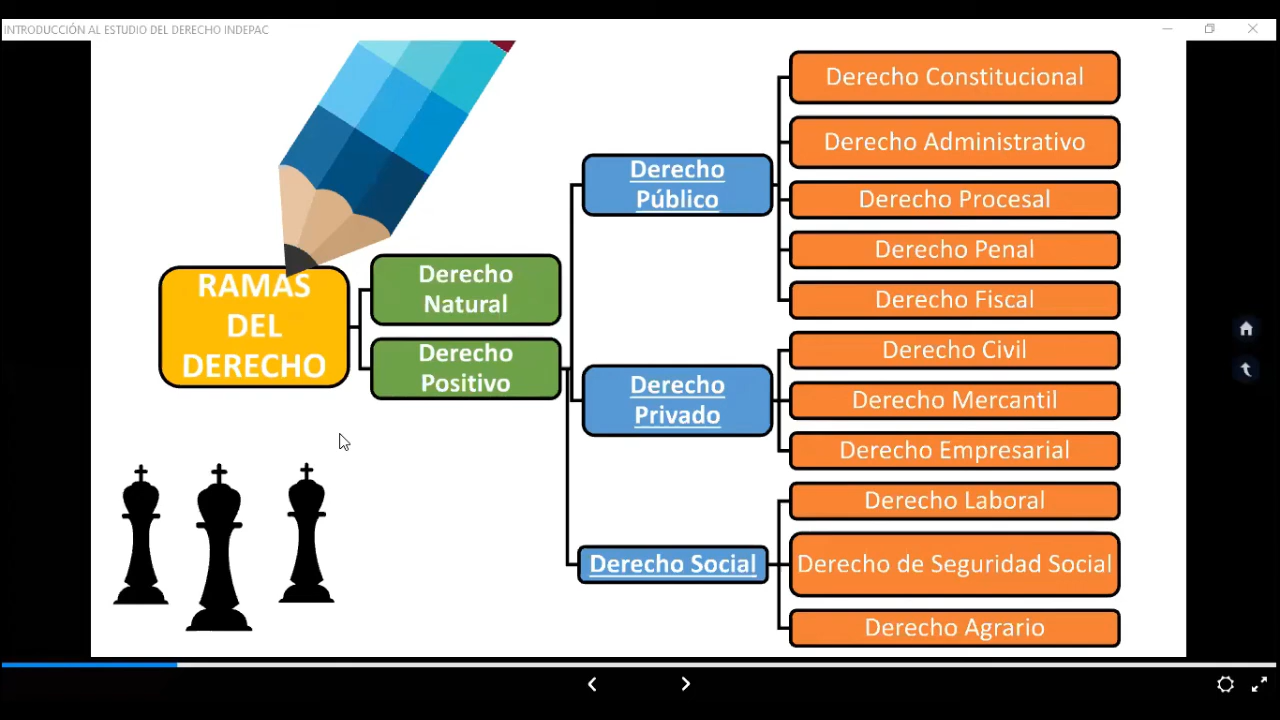 INTRODUCCIÓN AL ESTUDIO DEL DERECHO INDEPAC
RAMAS
DEL
DERECHO
Derecho
Natural
Derecho
Positivo
Derecho
Público
Derecho Constitucional
Derecho Administrativo
Derecho Procesal
Derecho Penal
Derecho Fiscal
Derecho
Privado
Derecho Civil
Derecho Mercantil
Derecho Empresarial
Derecho Social
Derecho Laboral
Derecho de Seguridad Social
Derecho Agrario